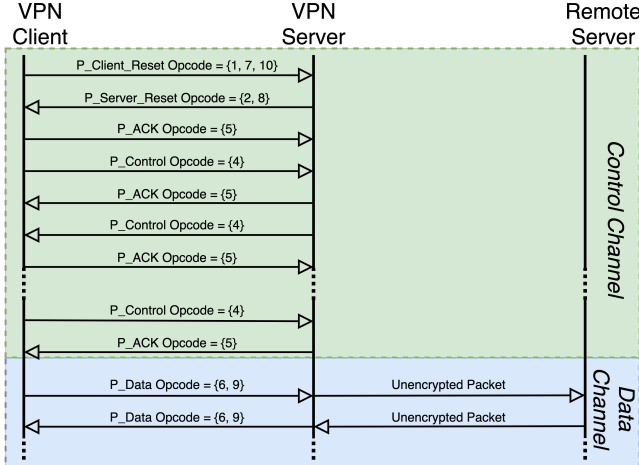 VPN
Client
VPN
Server
Remote
Server
P_Client_Reset Opcode = {1, 7, 10}
P_Server_Reset Opcode = {2, 8}
P_ACK Opcode = {5}
P_Control Opcode = {4}
P_ACK Opcode = {5}
P_Control Opcode = {4}
P_ACK Opcode = {5}
P_Control Opcode = {4}
P_ACK Opcode = {5}
Control Channel
P_Data Opcode = {6, 9}
Unencrypted Packet
P_Data Opcode = {6, 9}
Unencrypted Packet
Data
Channel